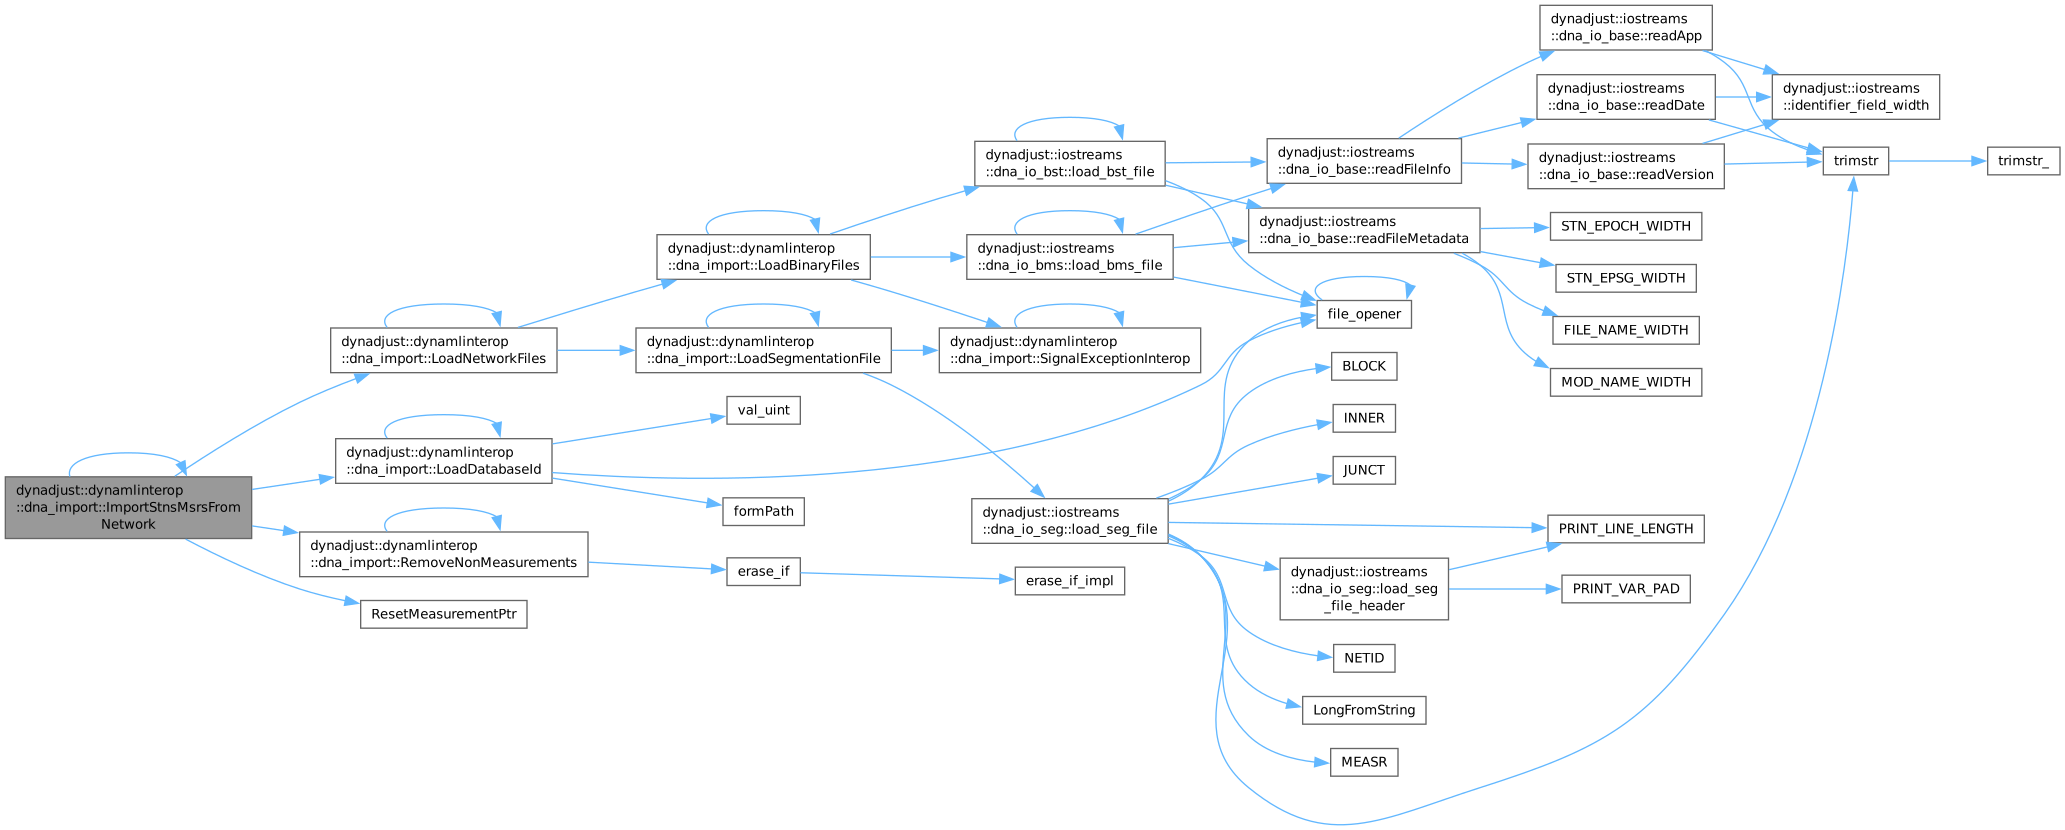 dynadjust::dynamlinterop
::dna_import::ImportStnsMsrsFrom
Network
dynadjust::dynamlinterop
::dna_import::LoadNetworkFiles
dynadjust::dynamlinterop
::dna_import::LoadDatabaseId
dynadjust::dynamlinterop
::dna_import::RemoveNonMeasurements
ResetMeasurementPtr
dynadjust::dynamlinterop
::dna_import::LoadBinaryFiles
dynadjust::dynamlinterop
::dna_import::LoadSegmentationFile
val_uint
formPath
erase_if
dynadjust::iostreams
::dna_io_bst::load_bst_file
dynadjust::iostreams
::dna_io_bms::load_bms_file
dynadjust::dynamlinterop
::dna_import::SignalExceptionInterop
dynadjust::iostreams
::dna_io_seg::load_seg_file
erase_if_impl
dynadjust::iostreams
::dna_io_base::readFileInfo
dynadjust::iostreams
::dna_io_base::readFileMetadata
file_opener
BLOCK
INNER
JUNCT
dynadjust::iostreams
::dna_io_seg::load_seg
_file_header
NETID
LongFromString
MEASR
dynadjust::iostreams
::dna_io_base::readApp
dynadjust::iostreams
::dna_io_base::readDate
dynadjust::iostreams
::dna_io_base::readVersion
STN_EPOCH_WIDTH
STN_EPSG_WIDTH
FILE_NAME_WIDTH
MOD_NAME_WIDTH
PRINT_LINE_LENGTH
PRINT_VAR_PAD
dynadjust::iostreams
::identifier_field_width
trimstr
trimstr_